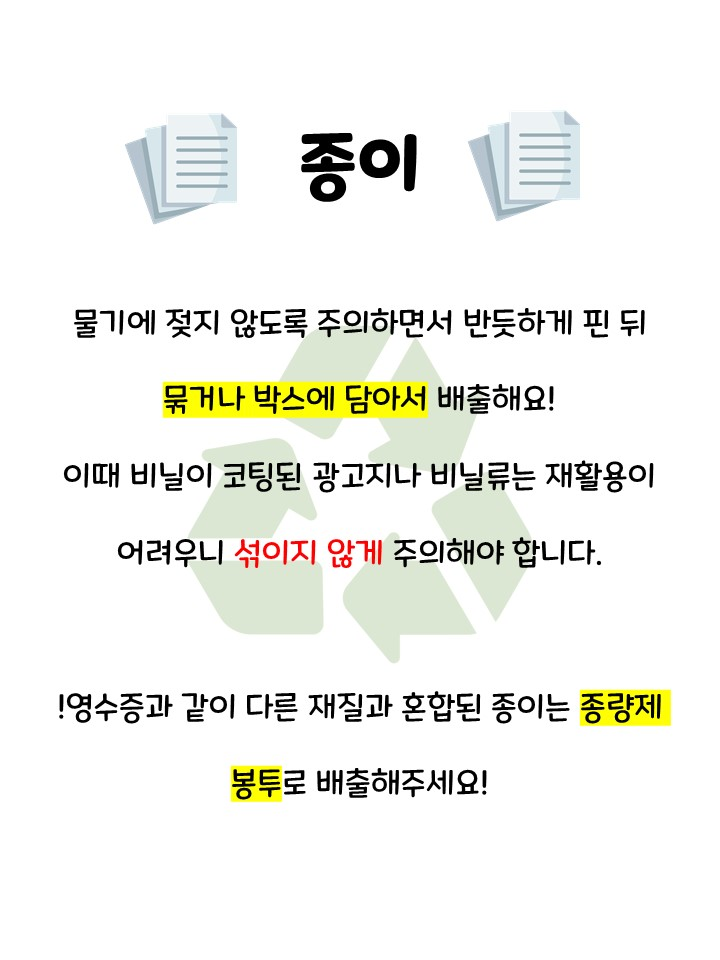 종이
물기에 젖지 않도록 주의하면서 반듯하게 핀 뒤
묶거나 박스에 담아서 배출해요!
이때 비닐이 코팅된 광고지나 비닐류는 재활용이
어려우니 섞이지 않게 주의해야 합니다.
!영수증과 같이 다른 재질과 혼합된 종이는 종량제
봉투로 배출해주세요!